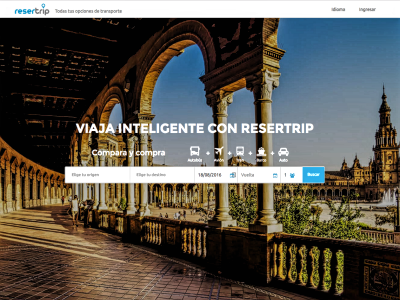 resertrip Todas tus opciones de transporte Idioma Ingresar
VIAJA INTELIGENTE CON RESERTRIP
Compara y compra + + + +
Autobús Avión Tren Barco Auto
Elige tu origen Elige tu destino 18/08/2016 Vuelta 1 Buscar